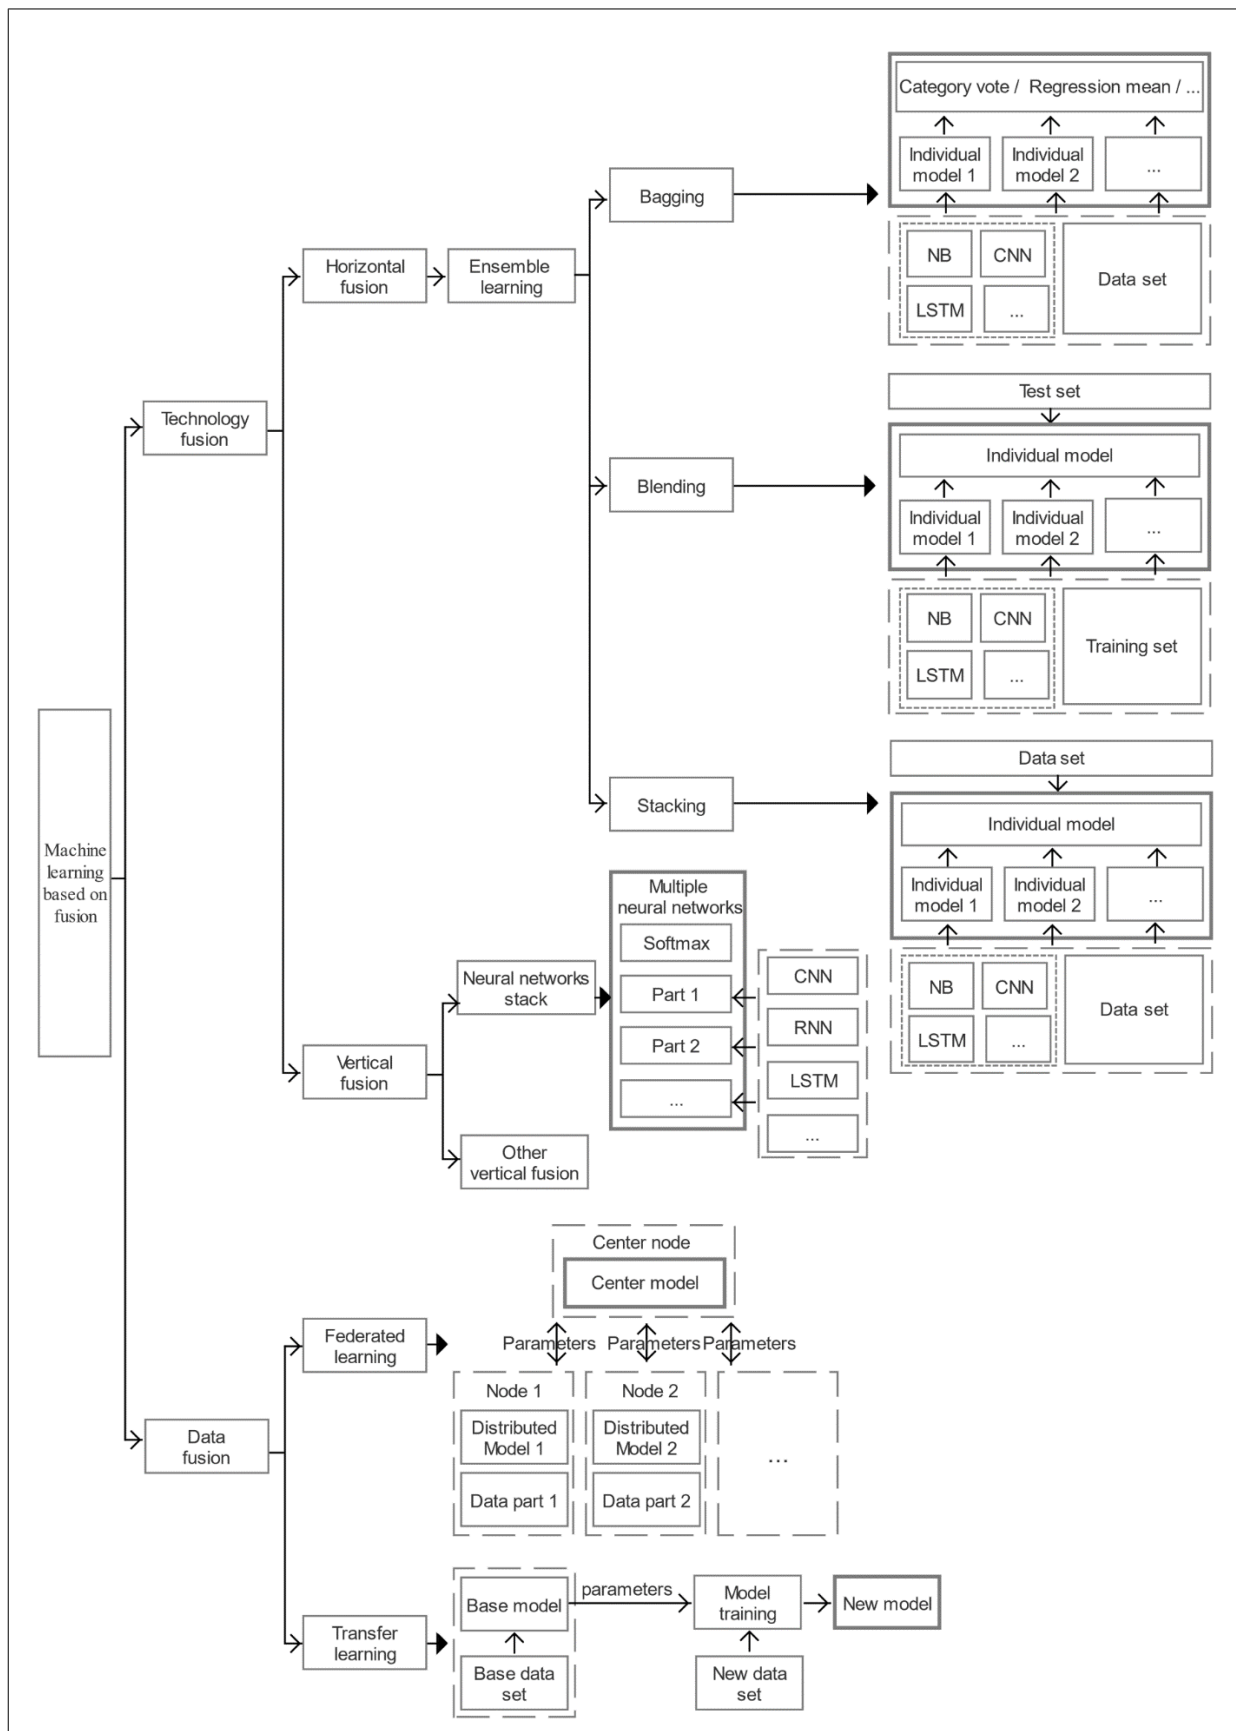 Category vote / Regression mean / ...
Individual
model 1
Individual
model 2
...
Bagging
NB
CNN
LSTM
...
Data set
Horizontal
fusion
Ensemble
learning
Test set
Technology
fusion
Individual model
Blending
Individual
model 1
Individual
model 2
...
NB
CNN
LSTM
...
Training set
Data set
Stacking
Individual model
Individual
model 1
Individual
model 2
...
NB
CNN
LSTM
...
Data set
Machine
learning
based on
fusion
Multiple
neural networks
Softmax
Part 1
Part 2
...
Neural networks
stack
CNN
RNN
LSTM
...
Vertical
fusion
Other
vertical fusion
Center node
Center model
Federated
learning
Parameters
Parameters
Parameters
Node 1
Distributed
Model 1
Data part 1
Node 2
Distributed
Model 2
Data part 2
...
Data
fusion
Transfer
learning
Base model
parameters
Model
training
New model
Base data
set
New data
set